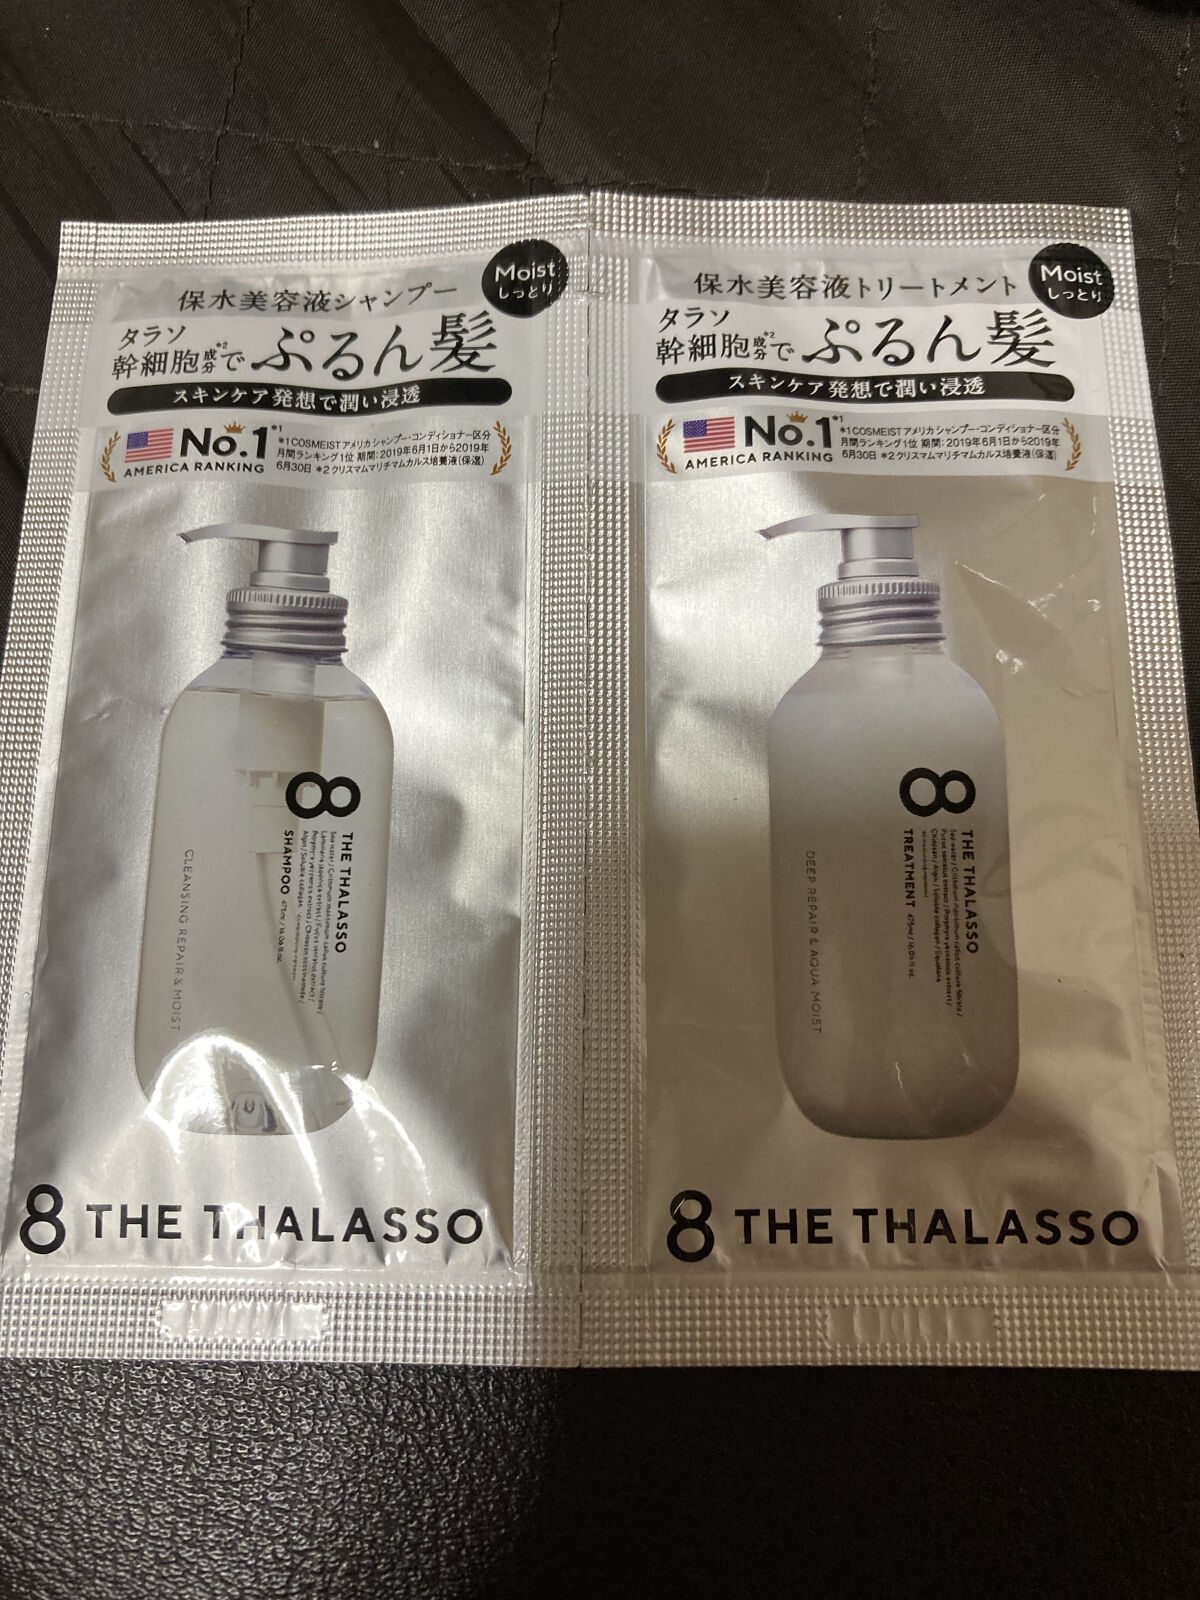 保水美容液シャンプー
Moist
しっとり
タラソ
幹細胞成分*2で ぷるん髪
スキンケア発想で潤い浸透
No.1*1
AMERICA RANKING
*1 COSMEIST アメリカシャンプー・コンディショナー区分
月間ランキング1位 期間:2019年6月1日から2019年
6月30日 *2 クリスマムマリチマムカルス培養液(保湿)
8
THE THALASSO
SHAMPOO 475ml / 16.06 fl oz.
CLEANSING REPAIR & MOIST
8 THE THALASSO
保水美容液トリートメント
Moist
しっとり
タラソ
幹細胞成分*2で ぷるん髪
スキンケア発想で潤い浸透
No.1*1
AMERICA RANKING
*1 COSMEIST アメリカシャンプー・コンディショナー区分
月間ランキング1位 期間:2019年6月1日から2019年
6月30日 *2 クリスマムマリチマムカルス培養液(保湿)
8
THE THALASSO
TREATMENT 475ml / 16.06 fl oz.
DEEP REPAIR & AQUA MOIST
8 THE THALASSO